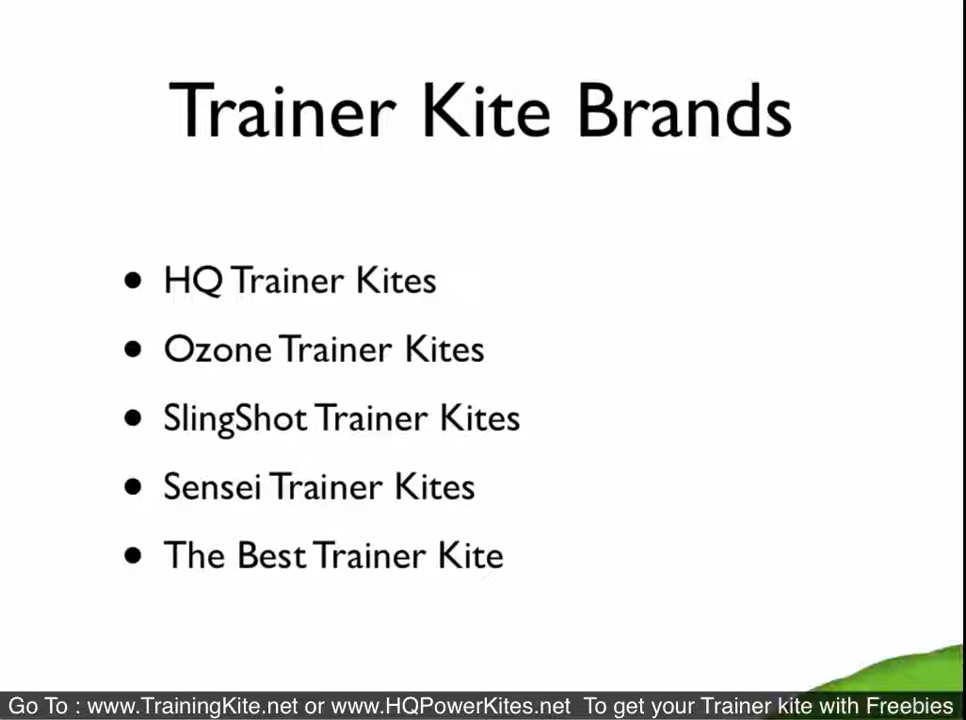 Trainer Kite Brands
• HQ Trainer Kites
• Ozone Trainer Kites
• SlingShot Trainer Kites
• Sensei Trainer Kites
• The Best Trainer Kite
Go To : www.TrainingKite.net or www.HQPowerKites.net To get your Trainer kite with Freebies